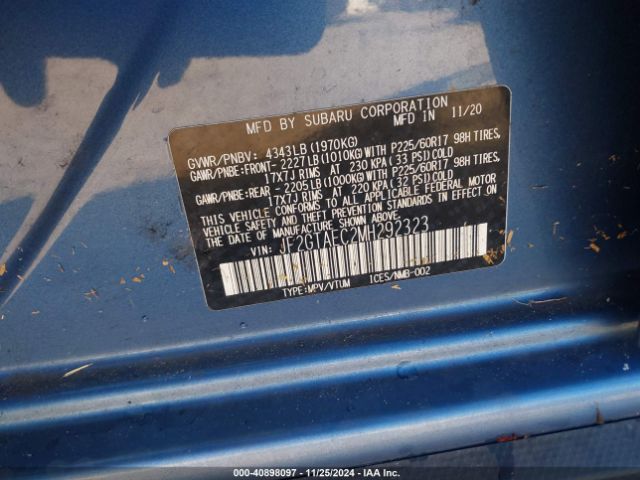 MFD BY SUBARU CORPORATION
MFD IN 11/20
GVWR/PNBV: 4343LB(1970KG)
GAWR/PNBE:FRONT-2227LB(1010KG)WITH P225/60R17 98H TIRES,
17X7J RIMS AT 230 KPA(33 PSI)COLD
GAWR/PNBE:REAR-2205LB(1000KG)WITH P225/60R17 98H TIRES,
17X7J RIMS AT 220 KPA(32 PSI)COLD
THIS VEHICLE CONFORMS TO ALL APPLICABLE FEDERAL MOTOR
VEHICLE SAFETY STANDARDS IN EFFECT ON THE DATE OF
MANUFACTURE SHOWN ABOVE.
VIN: JF2GTAEC2MH292323
TYPE:MPV/VTUM ICES/NMB-002
000-40898097 - 11/25/2024 - IAA Inc.